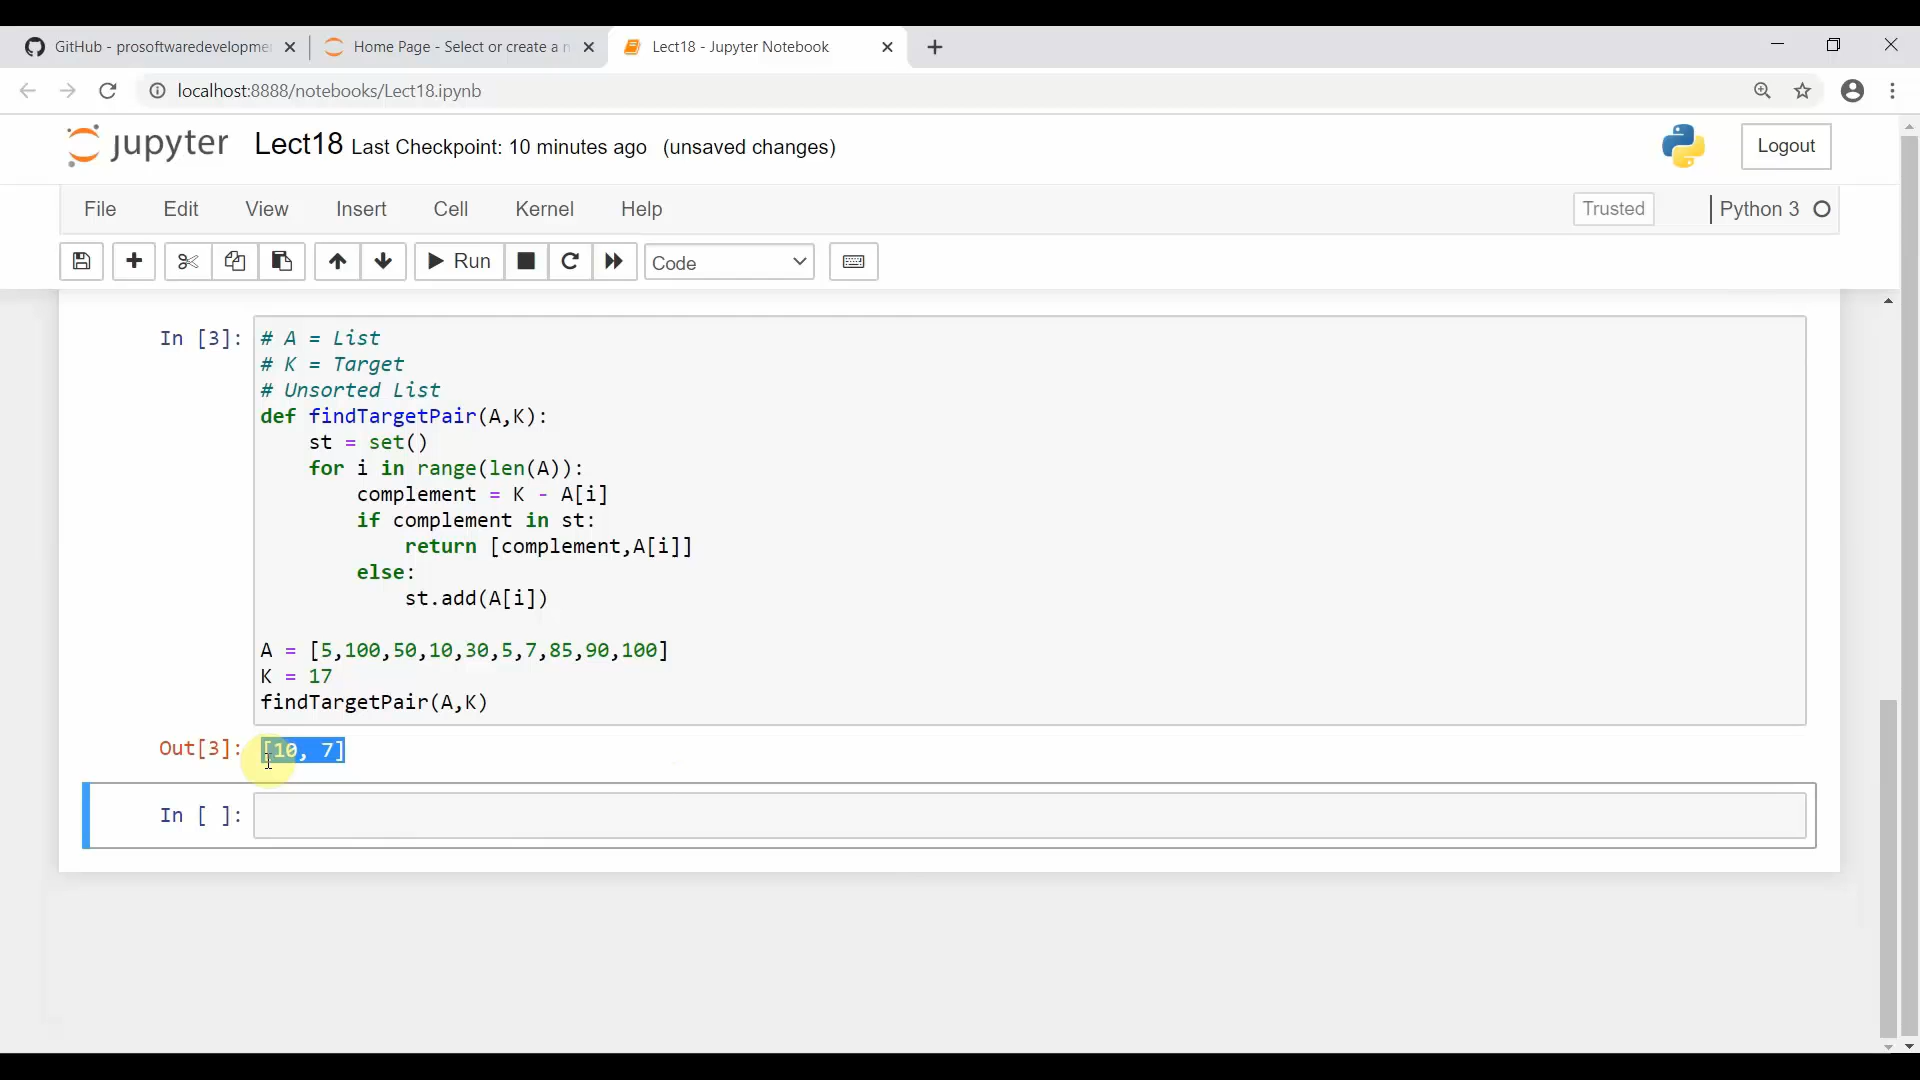 GitHub - prosoftwaredevelopme
Home Page - Select or create a n
Lect18 - Jupyter Notebook
localhost:8888/notebooks/Lect18.ipynb
jupyter Lect18 Last Checkpoint: 10 minutes ago (unsaved changes)
Logout
File Edit View Insert Cell Kernel Help
Trusted
Python 3
Run
Code
In [3]:
# A = List
# K = Target
# Unsorted List
def findTargetPair(A,K):
    st = set()
    for i in range(len(A)):
        complement = K - A[i]
        if complement in st:
            return [complement,A[i]]
        else:
            st.add(A[i])
A = [5,100,50,10,30,5,7,85,90,100]
K = 17
findTargetPair(A,K)
Out[3]: [10, 7]
In [ ]: